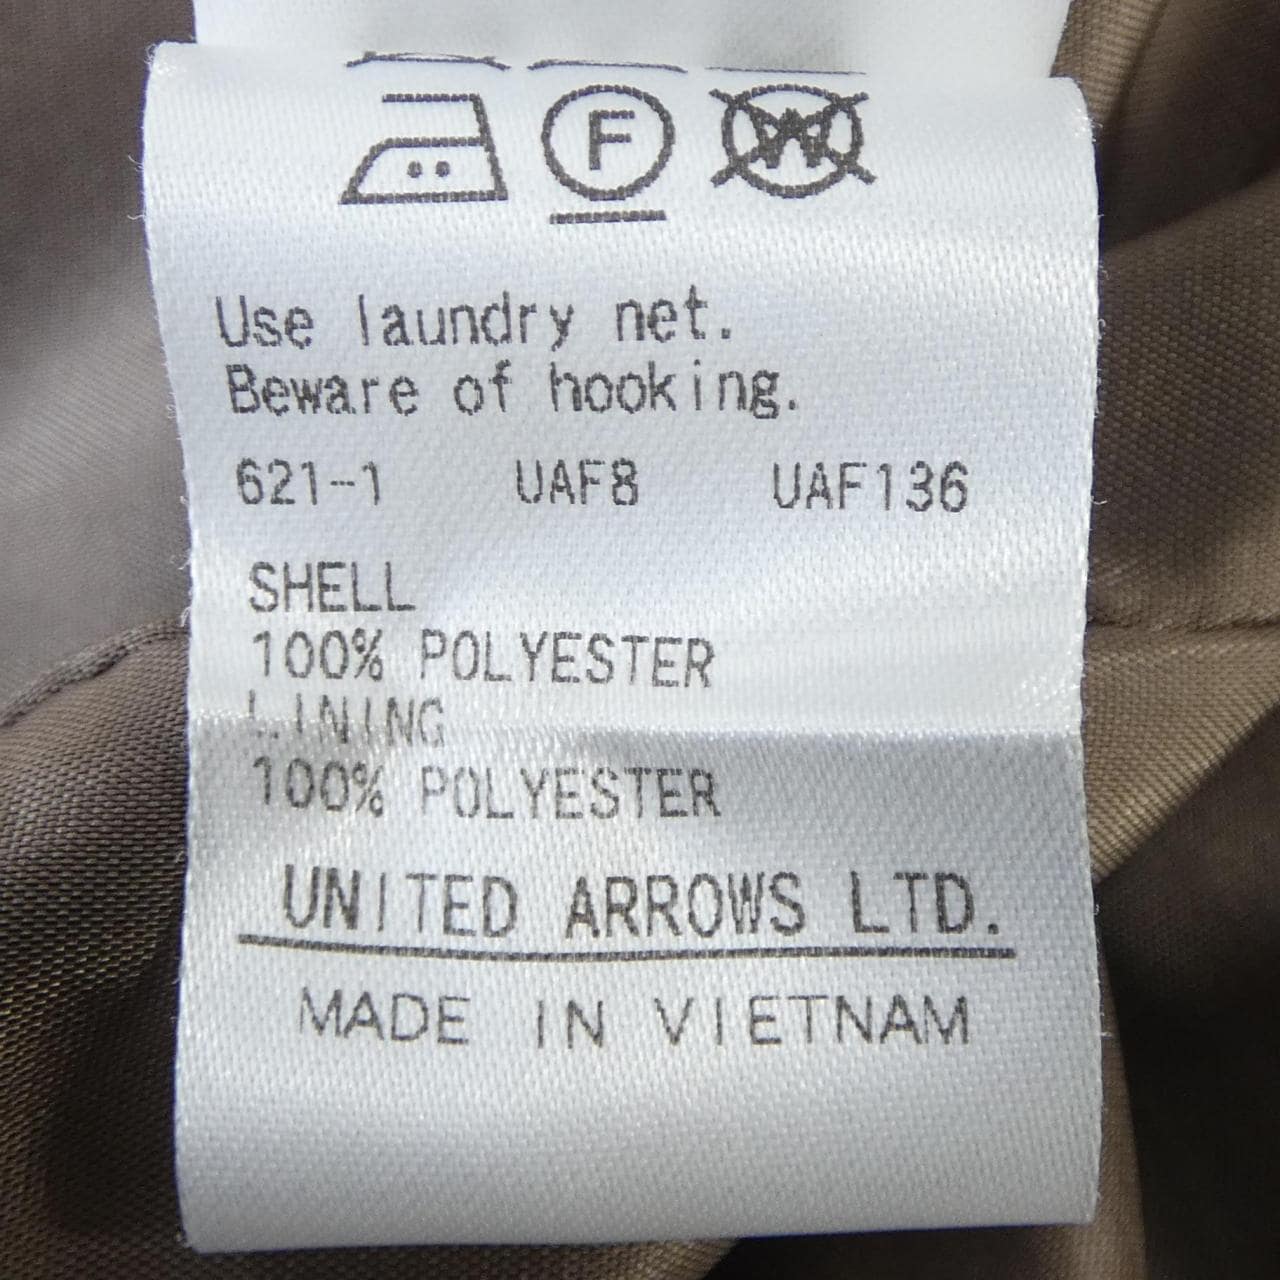 F W
Use laundry net.
Beware of hooking.
621-1 UAF8 UAF136
SHELL
100% POLYESTER
LINING
100% POLYESTER
UNITED ARROWS LTD.
MADE IN VIETNAM